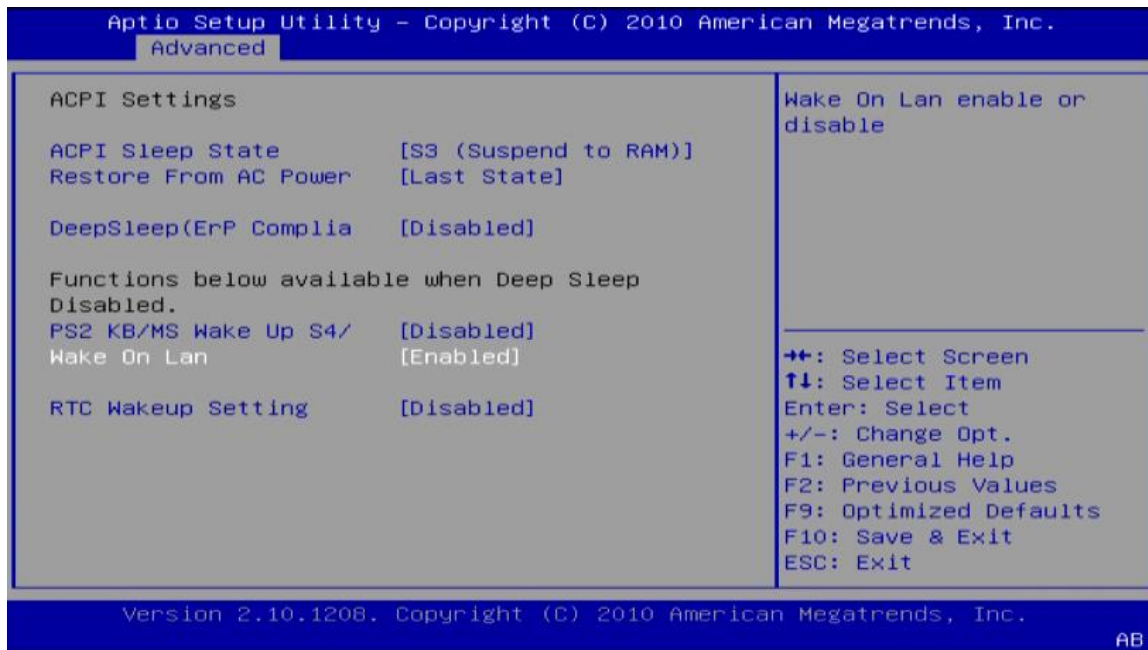 Aptio Setup Utility – Copyright (C) 2010 American Megatrends, Inc.
Advanced
ACPI Settings
ACPI Sleep State [S3 (Suspend to RAM)]
Restore From AC Power [Last State]
DeepSleep(ErP Complia [Disabled]
Functions below available when Deep Sleep
Disabled.
PS2 KB/MS Wake Up S4/ [Disabled]
Wake On Lan [Enabled]
RTC Wakeup Setting [Disabled]
Wake On Lan enable or
disable
→←: Select Screen
↑↓: Select Item
Enter: Select
+/-: Change Opt.
F1: General Help
F2: Previous Values
F9: Optimized Defaults
F10: Save & Exit
ESC: Exit
Version 2.10.1208. Copyright (C) 2010 American Megatrends, Inc.
AB